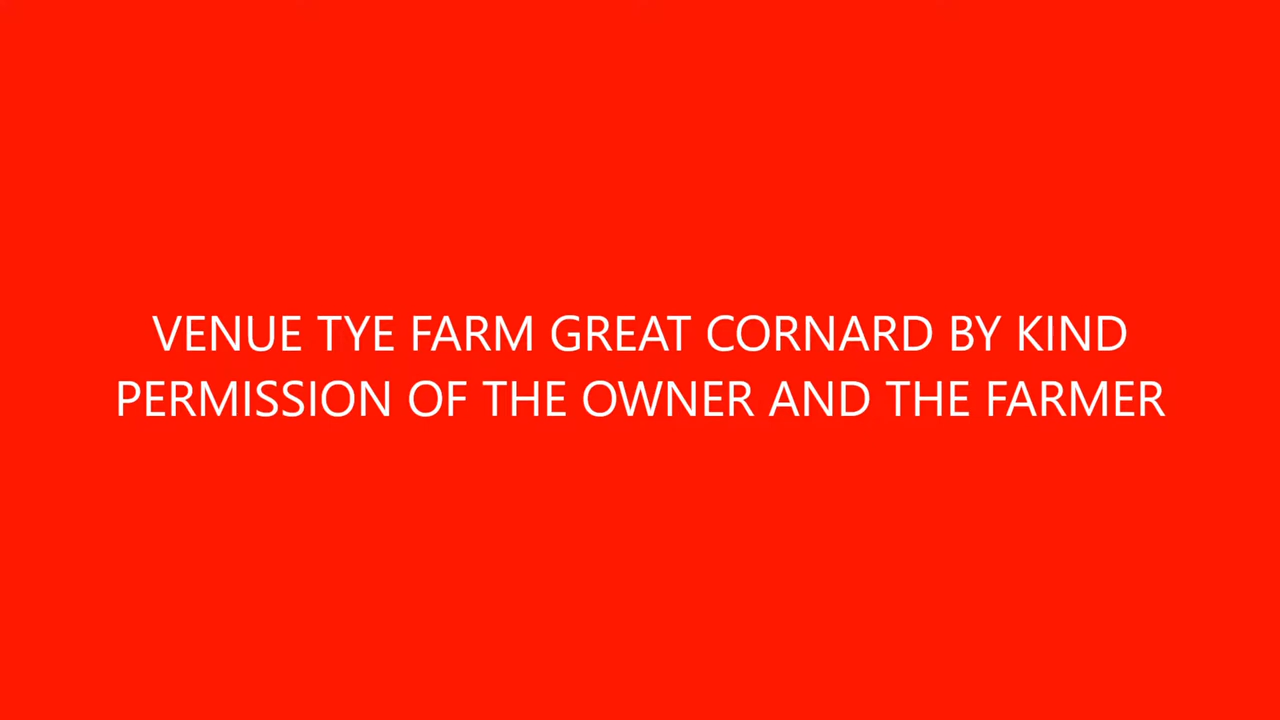 VENUE TYE FARM GREAT CORNARD BY KIND
PERMISSION OF THE OWNER AND THE FARMER